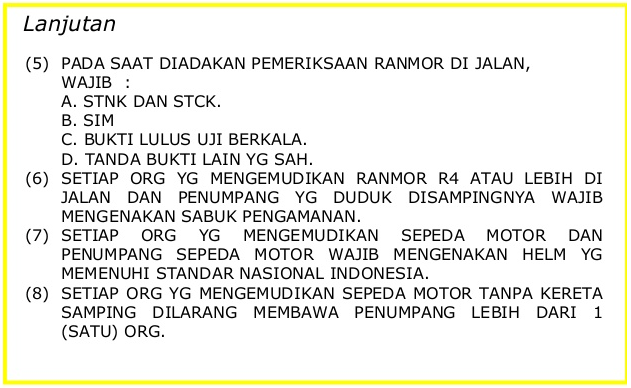 Lanjutan
(5) PADA SAAT DIADAKAN PEMERIKSAAN RANMOR DI JALAN,
WAJIB :
A. STNK DAN STCK.
B. SIM
C. BUKTI LULUS UJI BERKALA.
D. TANDA BUKTI LAIN YG SAH.
(6) SETIAP ORG YG MENGEMUDIKAN RANMOR R4 ATAU LEBIH DI
JALAN DAN PENUMPANG YG DUDUK DISAMPINGNYA WAJIB
MENGENAKAN SABUK PENGAMANAN.
(7) SETIAP ORG YG MENGEMUDIKAN SEPEDA MOTOR DAN
PENUMPANG SEPEDA MOTOR WAJIB MENGENAKAN HELM YG
MEMENUHI STANDAR NASIONAL INDONESIA.
(8) SETIAP ORG YG MENGEMUDIKAN SEPEDA MOTOR TANPA KERETA
SAMPING DILARANG MEMBAWA PENUMPANG LEBIH DARI 1
(SATU) ORG.